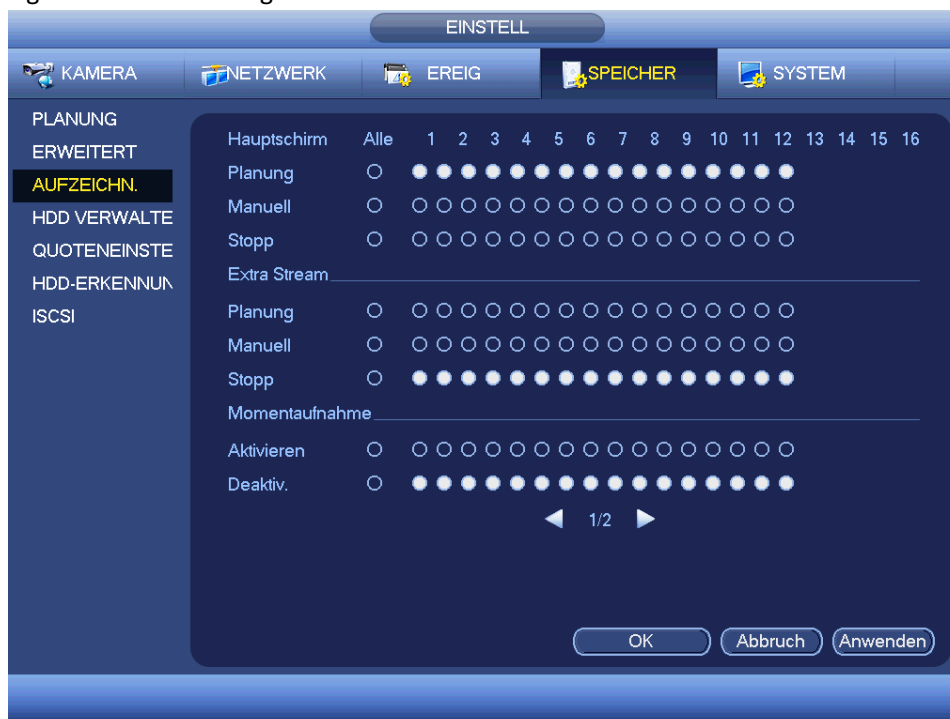 EINSTELL
KAMERA NETZWERK EREIG SPEICHER SYSTEM
PLANUNG
ERWEITERT
AUFZEICHN.
HDD VERWALTE
QUOTENEINSTE
HDD-ERKENNUN
ISCSI
Hauptschirm Alle 1 2 3 4 5 6 7 8 9 10 11 12 13 14 15 16
Planung
Manuell
Stopp
Extra Stream
Planung
Manuell
Stopp
Momentaufnahme
Aktivieren
Deaktiv.
1/2
OK Abbruch Anwenden